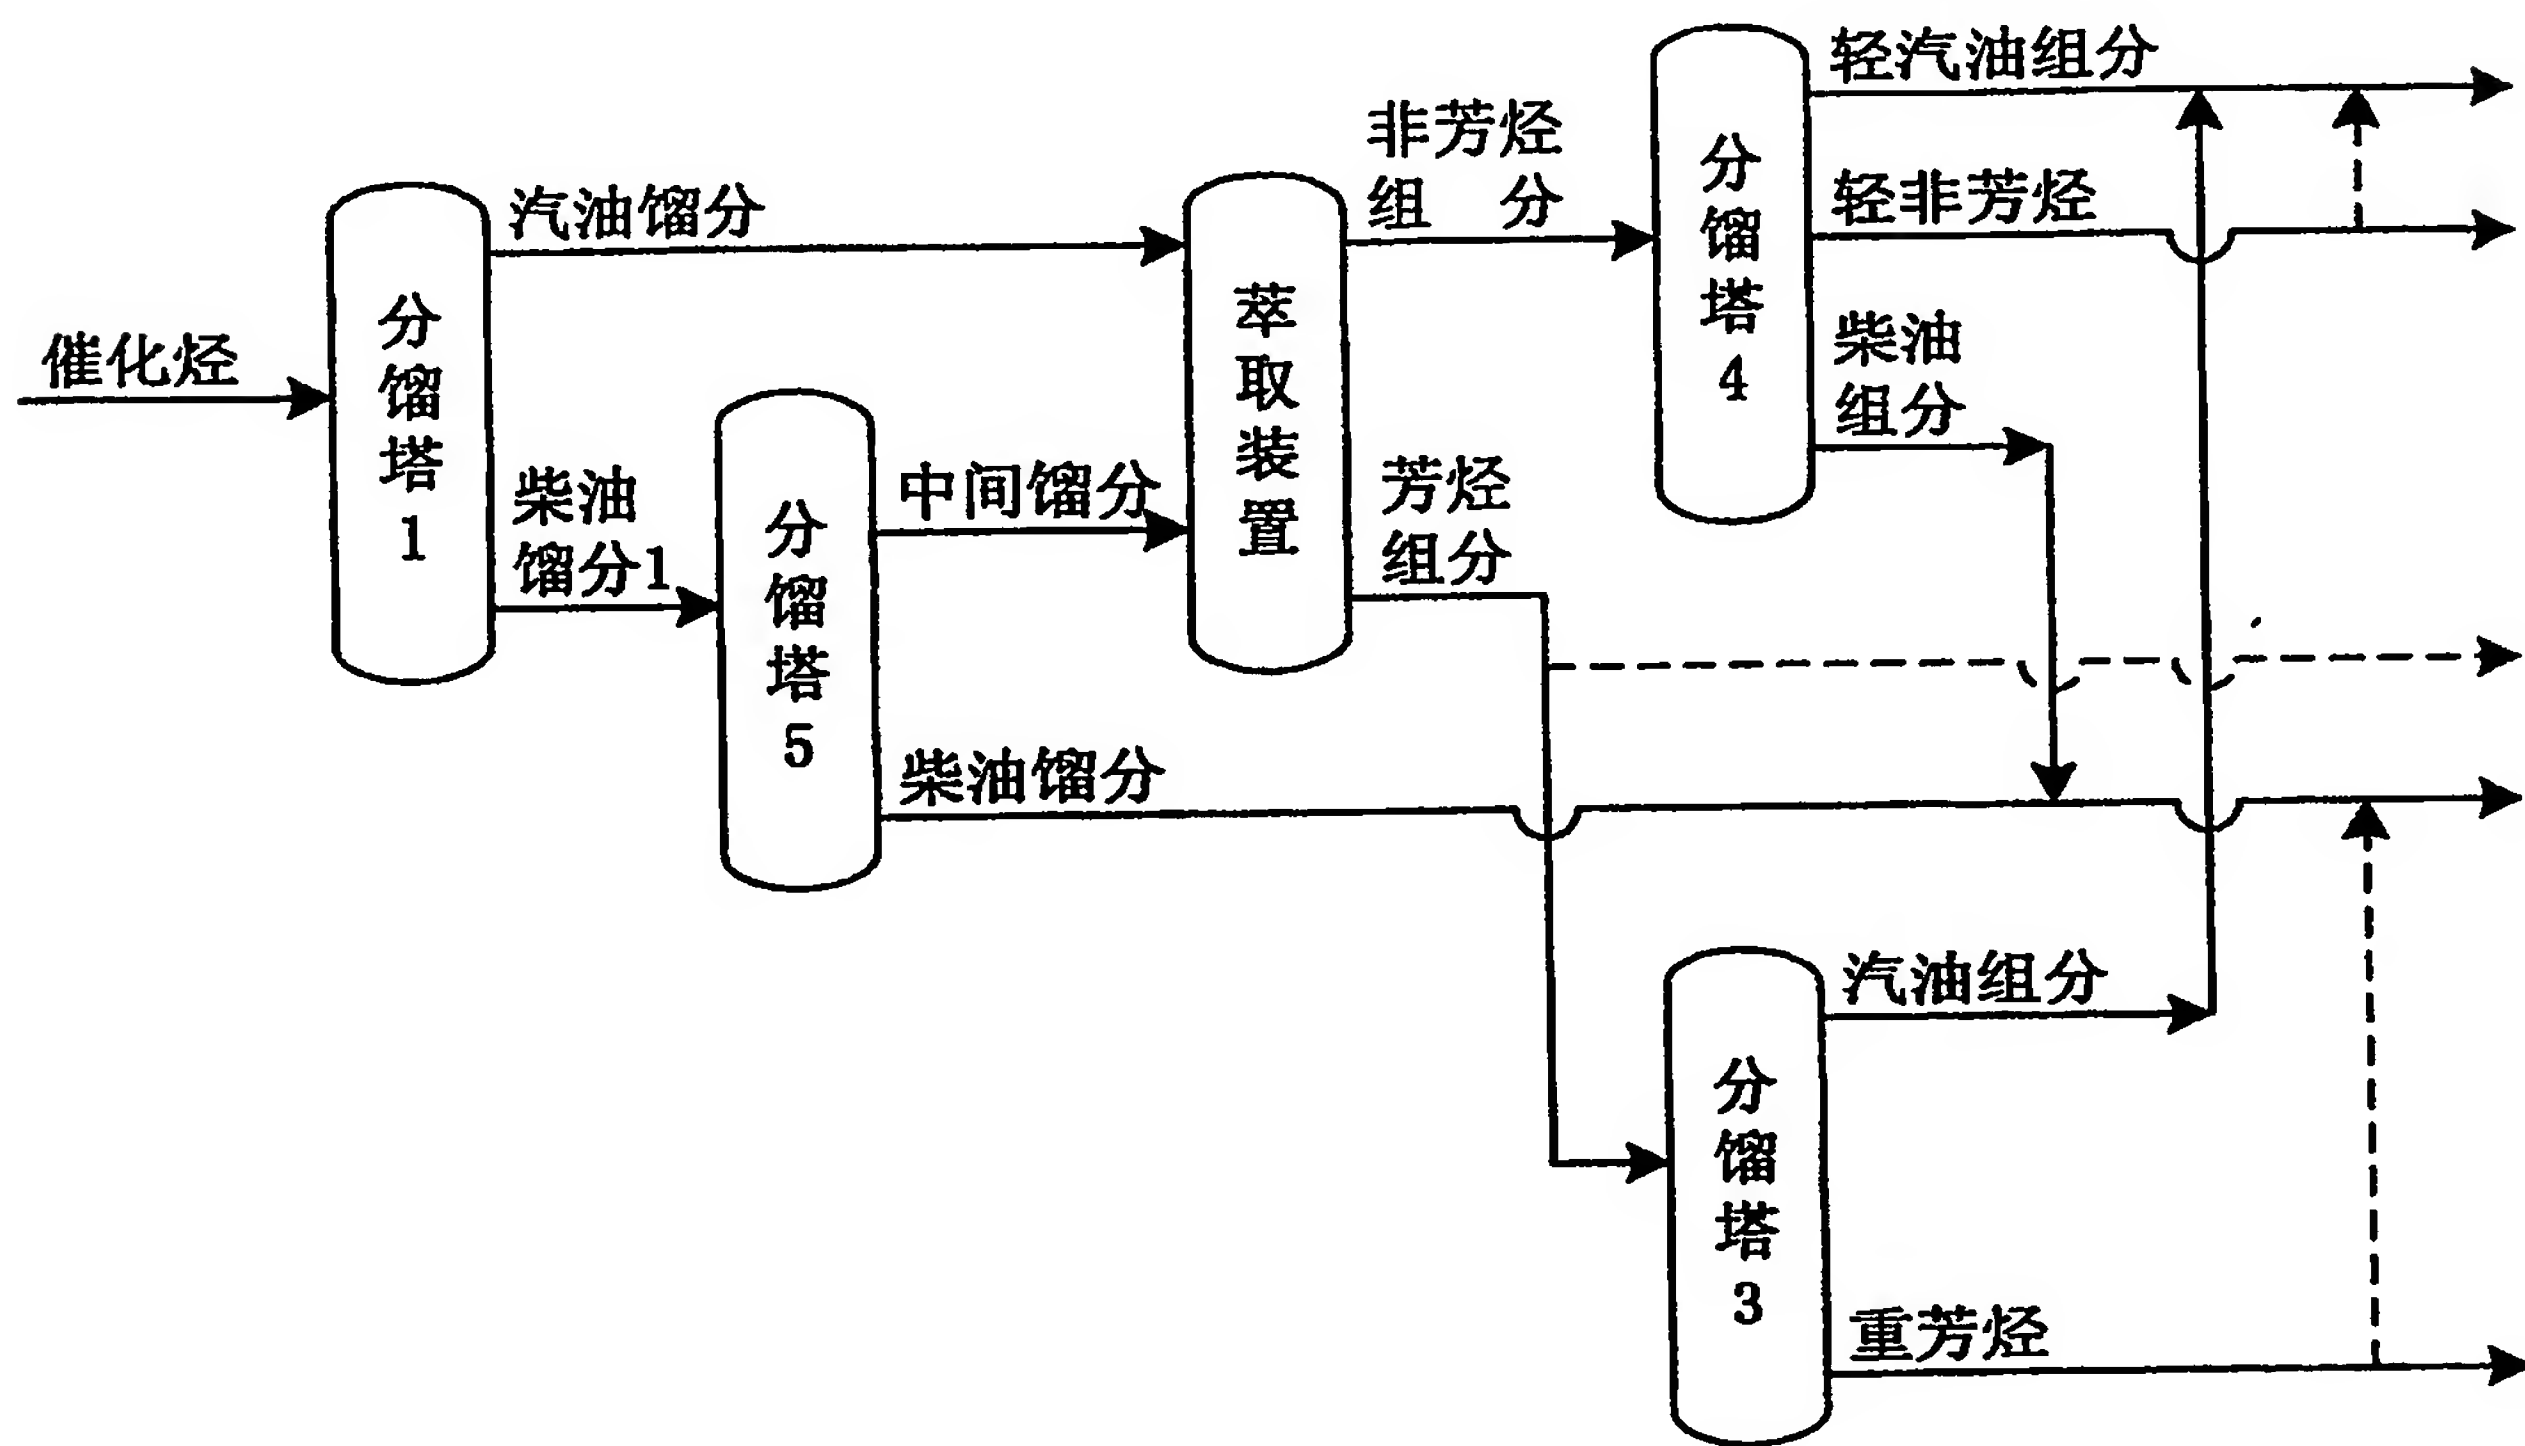 催化烃
分馏塔1
汽油馏分
柴油
馏分1
分馏塔5
中间馏分
柴油馏分
萃取装置
非芳烃
组 分
芳烃
组分
分馏塔4
轻汽油组分
轻非芳烃
柴油
组分
分馏塔3
汽油组分
重芳烃